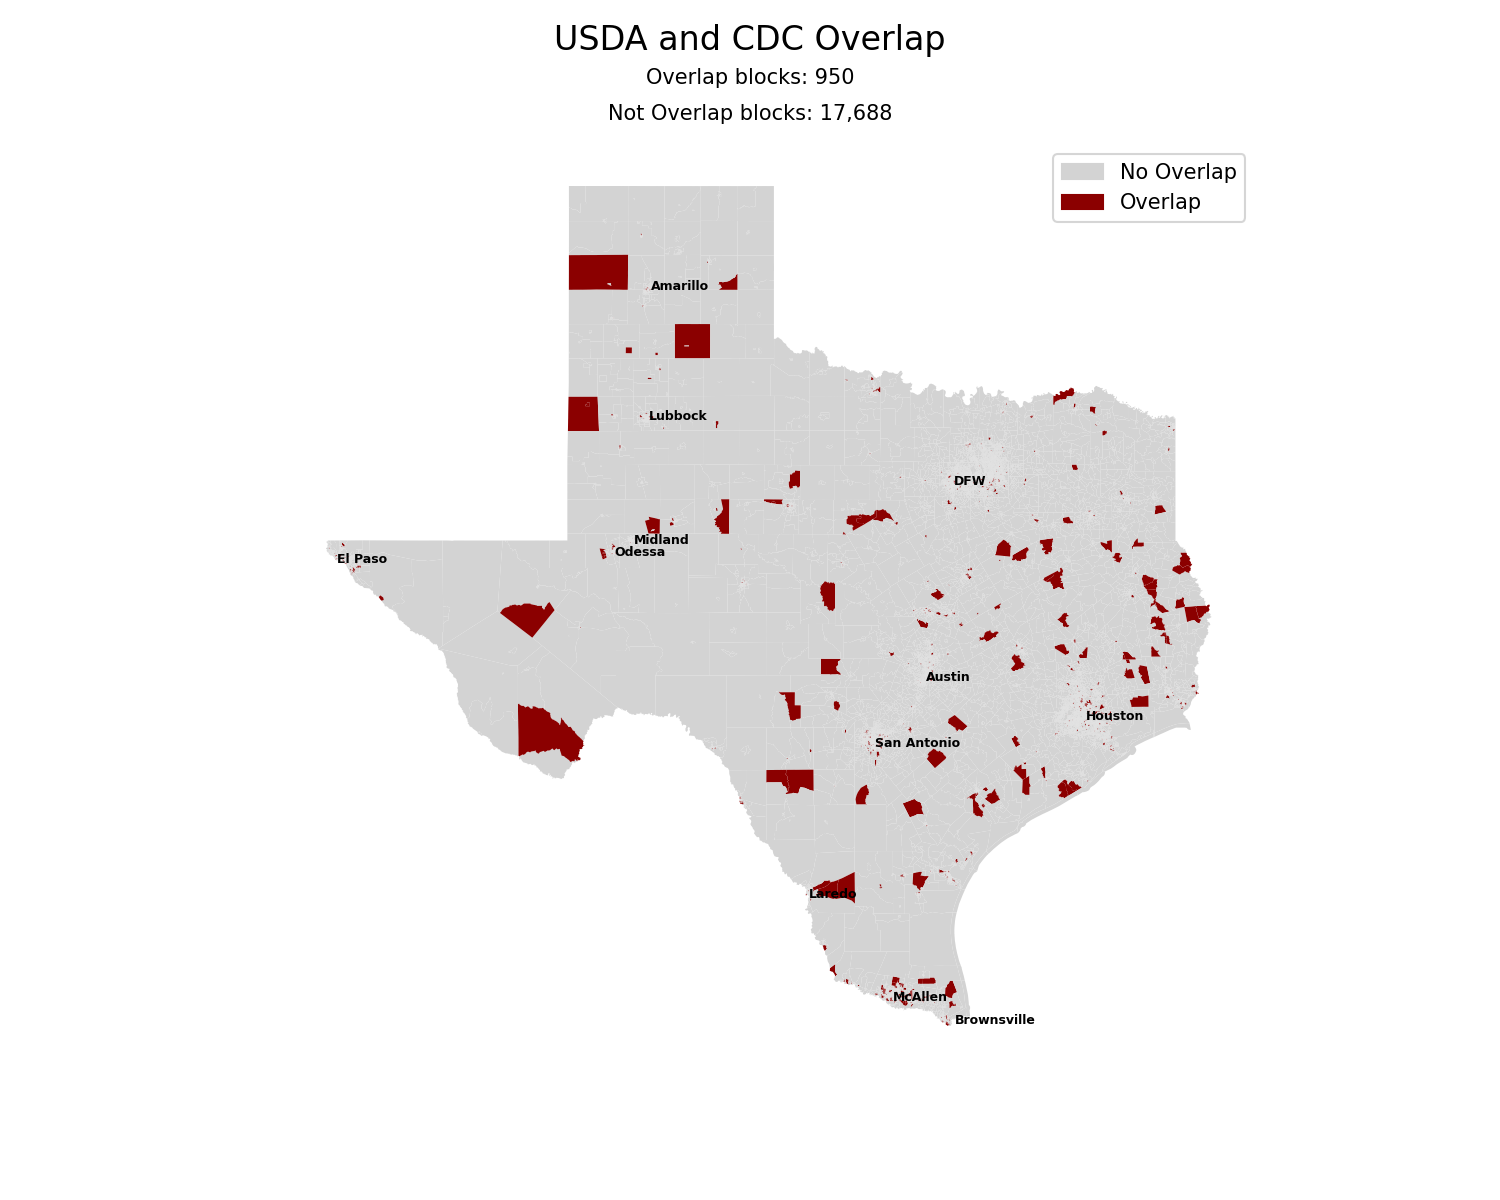 USDA and CDC Overlap
Overlap blocks: 950
Not Overlap blocks: 17,688
No Overlap
Overlap
Amarillo
Lubbock
DFW
Midland
Odessa
El Paso
Austin
Houston
San Antonio
Laredo
McAllen
Brownsville